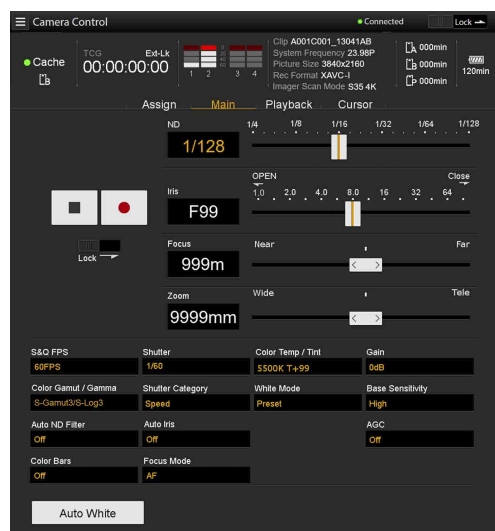 Camera Control
Connected
Lock
Cache
B
TCG Ext-Lk
00:00:00:00
1 2 3 4
Clip A001C001_13041AB
System Frequency 23.98P
Picture Size 3840x2160
Rec Format XAVC-I
Imager Scan Mode S35 4K
A 000min
B 000min
P 000min
120min
Assign Main Playback Cursor
ND
1/128
1/4 1/8 1/16 1/32 1/64 1/128
Iris
F99
OPEN Close
1.0 2.0 4.0 8.0 16 32 64
Lock
Focus
999m
Near Far
Zoom
9999mm
Wide Tele
S&Q FPS Shutter Color Temp / Tint Gain
60FPS 1/60 5500K T+99 0dB
Color Gamut / Gamma Shutter Category White Mode Base Sensitivity
S-Gamut3/S-Log3 Speed Preset High
Auto ND Filter Auto Iris AGC
Off Off Off
Color Bars Focus Mode
Off AF
Auto White